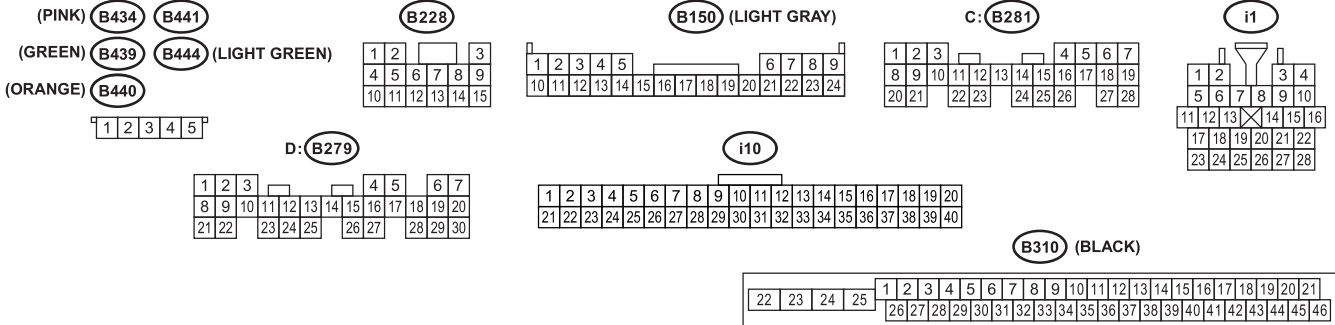 (PINK) B434 B441
(GREEN) B439 B444 (LIGHT GREEN)
(ORANGE) B440
1 2 3 4 5
B228
1 2 3
4 5 6 7 8 9
10 11 12 13 14 15
B150 (LIGHT GRAY)
1 2 3 4 5 6 7 8 9
10 11 12 13 14 15 16 17 18 19 20 21 22 23 24
C: B281
1 2 3 4 5 6 7
8 9 10 11 12 13 14 15 16 17 18 19
20 21 22 23 24 25 26 27 28
i1
1 2 3 4
5 6 7 8 9 10
11 12 13 14 15 16
17 18 19 20 21 22
23 24 25 26 27 28
D: B279
1 2 3 4 5 6 7
8 9 10 11 12 13 14 15 16 17 18 19 20
21 22 23 24 25 26 27 28 29 30
i10
1 2 3 4 5 6 7 8 9 10 11 12 13 14 15 16 17 18 19 20
21 22 23 24 25 26 27 28 29 30 31 32 33 34 35 36 37 38 39 40
B310 (BLACK)
22 23 24 25
1 2 3 4 5 6 7 8 9 10 11 12 13 14 15 16 17 18 19 20 21
26 27 28 29 30 31 32 33 34 35 36 37 38 39 40 41 42 43 44 45 46